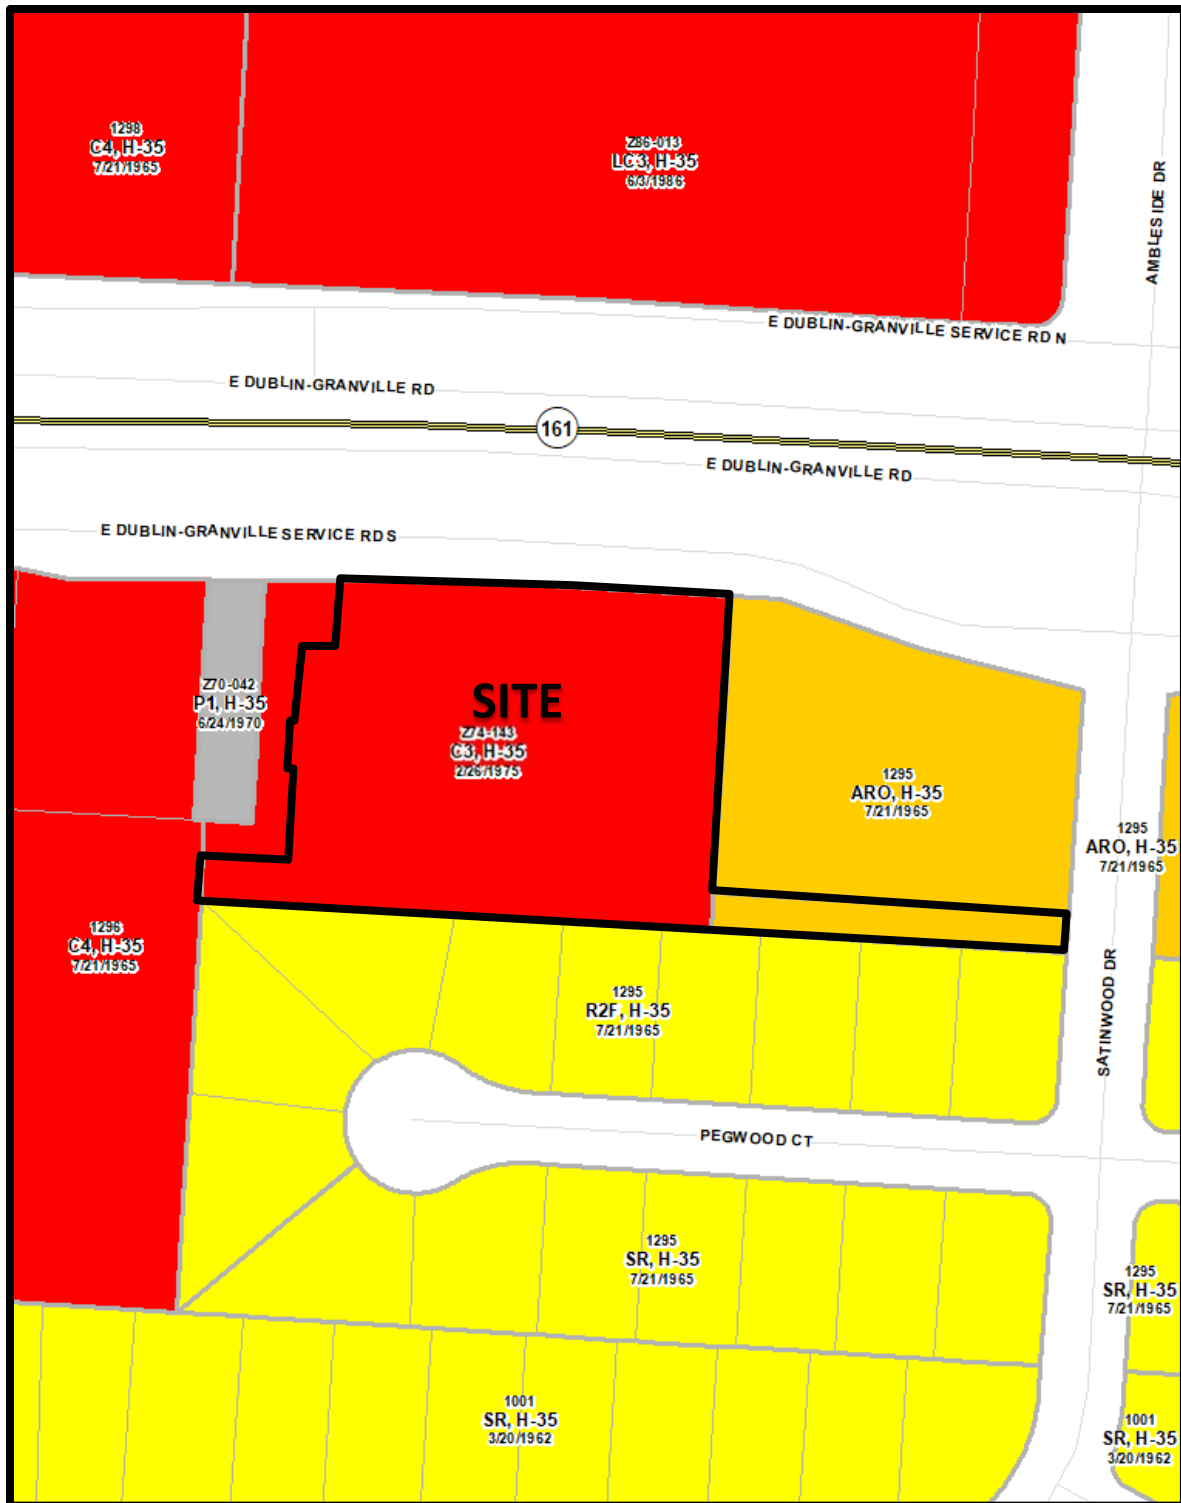 1298
C4, H-35
7/21/1965
Z86-013
LC3, H-35
6/3/1986
AMBLESIDE DR
E DUBLIN-GRANVILLE SERVICE RD N
E DUBLIN-GRANVILLE RD
161
E DUBLIN-GRANVILLE RD
E DUBLIN-GRANVILLE SERVICE RD S
Z70-042
P1, H-35
6/24/1970
SITE
Z74-143
C3, H-35
2/26/1975
1295
ARO, H-35
7/21/1965
1295
ARO, H-35
7/21/1965
1296
C4, H-35
7/21/1965
1295
R2F, H-35
7/21/1965
SATINWOOD DR
PEGWOOD CT
1295
SR, H-35
7/21/1965
1295
SR, H-35
7/21/1965
1001
SR, H-35
3/20/1962
1001
SR, H-35
3/20/1962